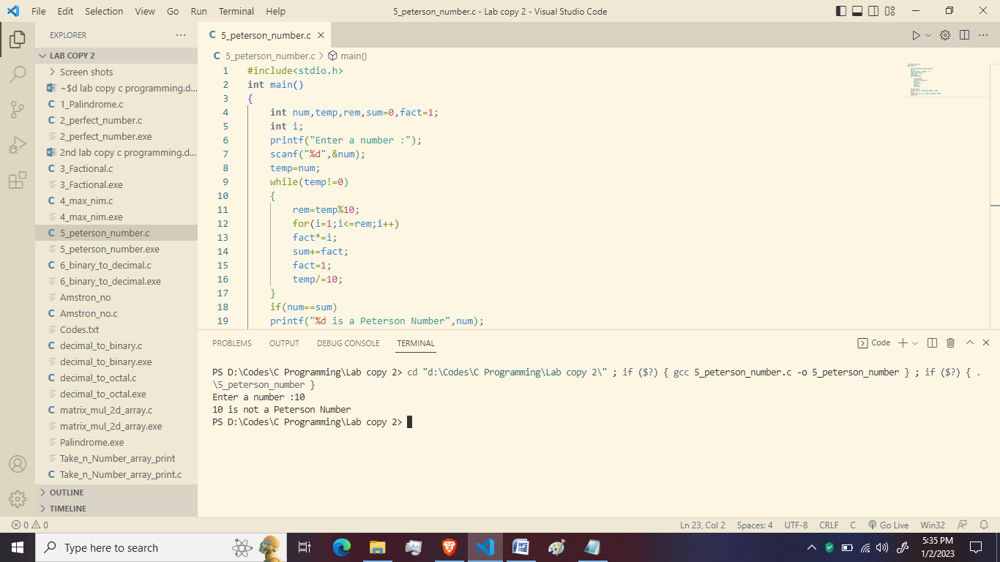 File Edit Selection View Go Run Terminal Help
5_peterson_number.c - Lab copy 2 - Visual Studio Code
EXPLORER
LAB COPY 2
Screen shots
~$d lab copy c programming.d...
1_Palindrome.c
2_perfect_number.c
2_perfect_number.exe
2nd lab copy c programming.d...
3_Factional.c
3_Factional.exe
4_max_nim.c
4_max_nim.exe
5_peterson_number.c
5_peterson_number.exe
6_binary_to_decimal.c
6_binary_to_decimal.exe
Amstron_no
Amstron_no.c
Codes.txt
decimal_to_binary.c
decimal_to_binary.exe
decimal_to_octal.c
decimal_to_octal.exe
matrix_mul_2d_array.c
matrix_mul_2d_array.exe
Palindrome.exe
Take_n_Number_array_print
Take_n_Number_array_print.c
OUTLINE
TIMELINE
C 5_peterson_number.c
C 5_peterson_number.c > main()
1 #include<stdio.h>
2 int main()
3 {
4 int num,temp,rem,sum=0,fact=1;
5 int i;
6 printf("Enter a number :");
7 scanf("%d",&num);
8 temp=num;
9 while(temp!=0)
10 {
11 rem=temp%10;
12 for(i=1;i<=rem;i++)
13 fact*=i;
14 sum+=fact;
15 fact=1;
16 temp/=10;
17 }
18 if(num==sum)
19 printf("%d is a Peterson Number",num);
PROBLEMS OUTPUT DEBUG CONSOLE TERMINAL
Code
PS D:\Codes\C Programming\Lab copy 2> cd "d:\Codes\C Programming\Lab copy 2\" ; if ($?) { gcc 5_peterson_number.c -o 5_peterson_number } ; if ($?) { .
\5_peterson_number }
Enter a number :10
10 is not a Peterson Number
PS D:\Codes\C Programming\Lab copy 2>
0 0
Ln 23, Col 2 Spaces: 4 UTF-8 CRLF C Go Live Win32
Type here to search
5:35 PM
1/2/2023